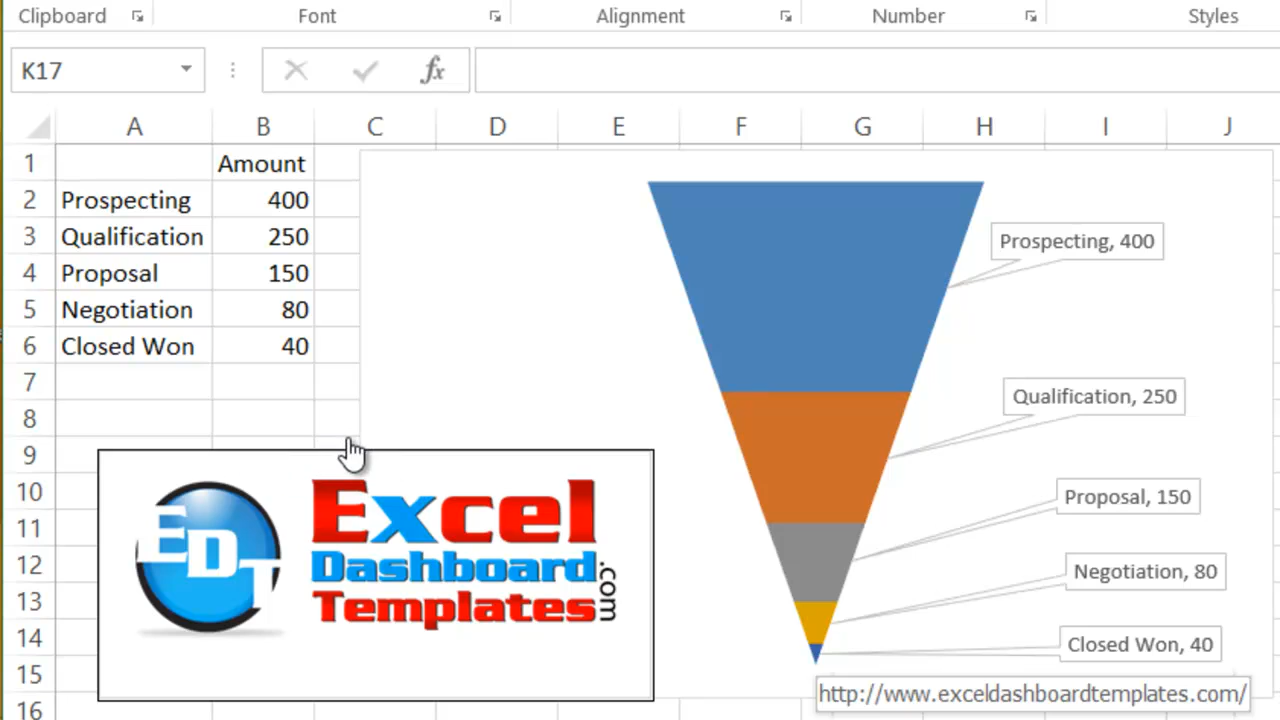 Clipboard Font Alignment Number Styles
K17 fx
A B C D E F G H I J
1 Amount
2 Prospecting 400
3 Qualification 250
4 Proposal 150
5 Negotiation 80
6 Closed Won 40
7
8
9
10
11
12
13
14
15
16
Prospecting, 400
Qualification, 250
Proposal, 150
Negotiation, 80
Closed Won, 40
EDT
Excel
Dashboard
Templates
.com
http://www.exceldashboardtemplates.com/